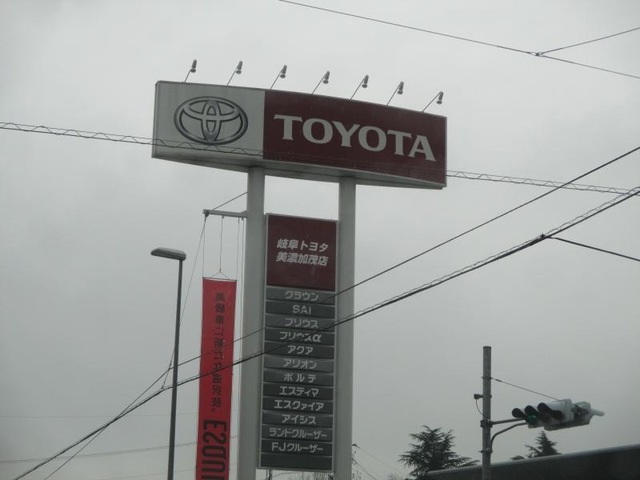 TOYOTA
岐阜トヨタ
美濃加茂店
クラウン
SAI
プリウス
プリウスα
アクア
アリオン
ポルテ
エスティマ
エスクァイア
アイシス
ランドクルーザー
FJクルーザー